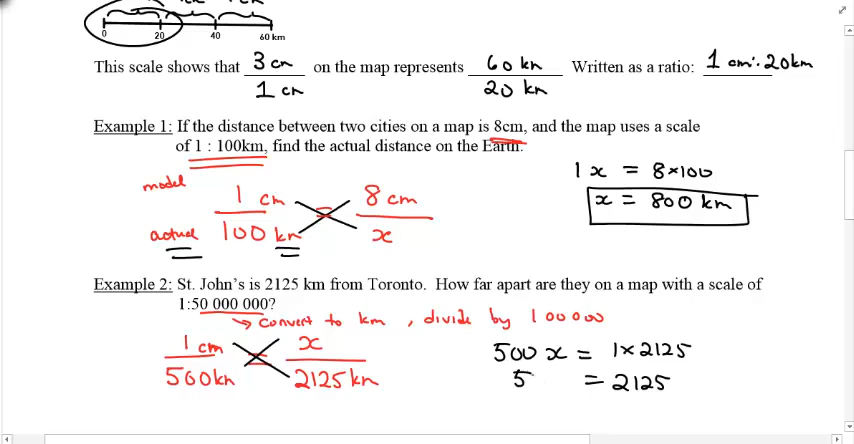 0 20 40 60 km
This scale shows that 3 cm on the map represents 60 km Written as a ratio: 1 cm : 20 km
1 cm 20 km
Example 1: If the distance between two cities on a map is 8cm, and the map uses a scale
of 1 : 100km, find the actual distance on the Earth.
model 1 cm = 8 cm
actual 100 km x
1x = 8×100
x = 800 km
Example 2: St. John's is 2125 km from Toronto. How far apart are they on a map with a scale of
1:50 000 000?
→ convert to km, divide by 100000
1 cm = x
500km 2125 km
500 x = 1 x 2125
5 = 2125